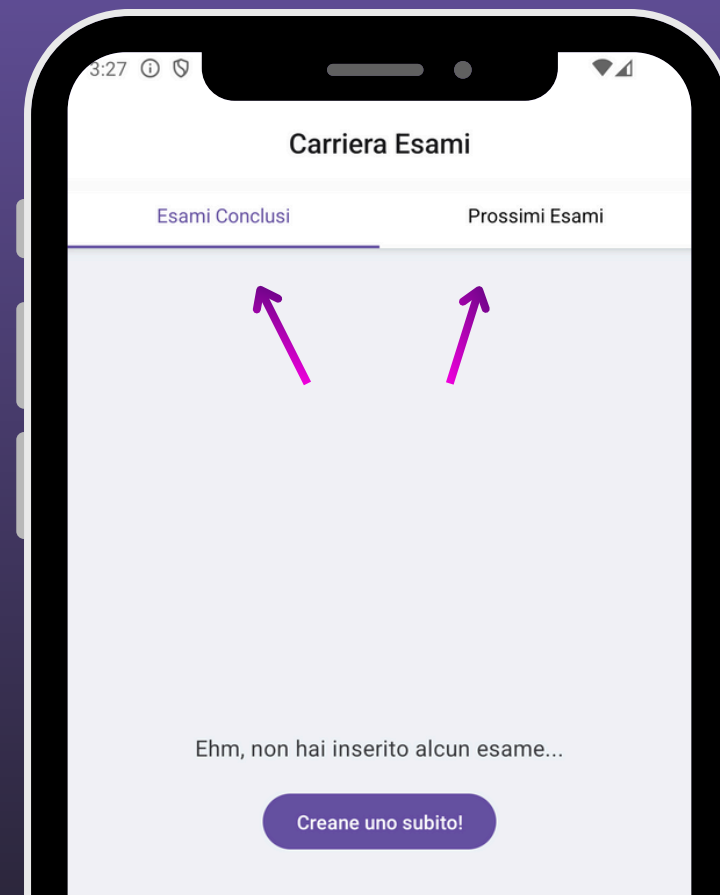 3:27
Carriera Esami
Esami Conclusi
Prossimi Esami
Ehm, non hai inserito alcun esame...
Creane uno subito!